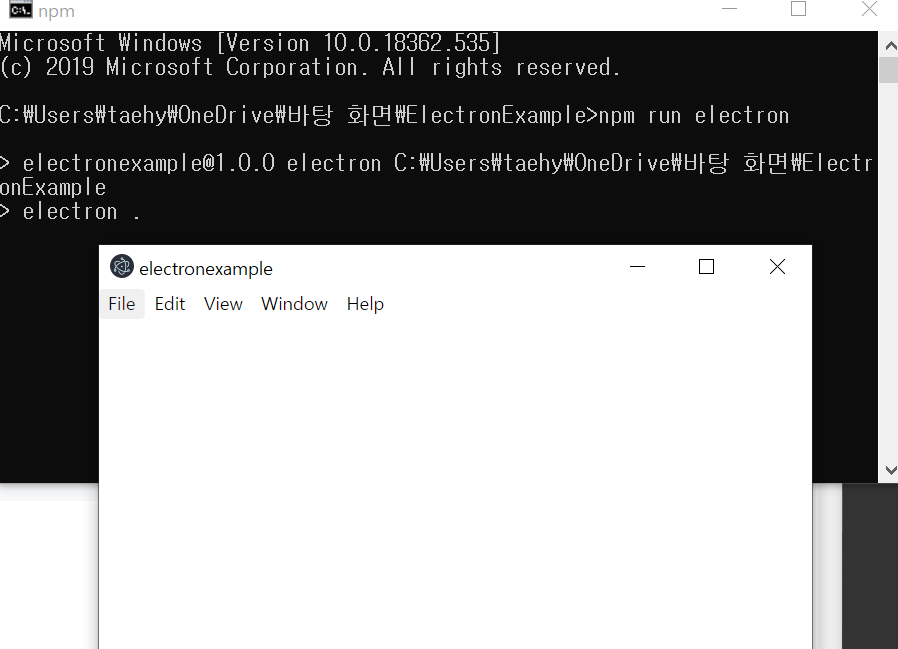 npm
Microsoft Windows [Version 10.0.18362.535]
(c) 2019 Microsoft Corporation. All rights reserved.
C:₩Users₩taehy₩OneDrive₩바탕 화면₩ElectronExample>npm run electron
> electronexample@1.0.0 electron C:₩Users₩taehy₩OneDrive₩바탕 화면₩Electr
onExample
> electron .
electronexample
File Edit View Window Help